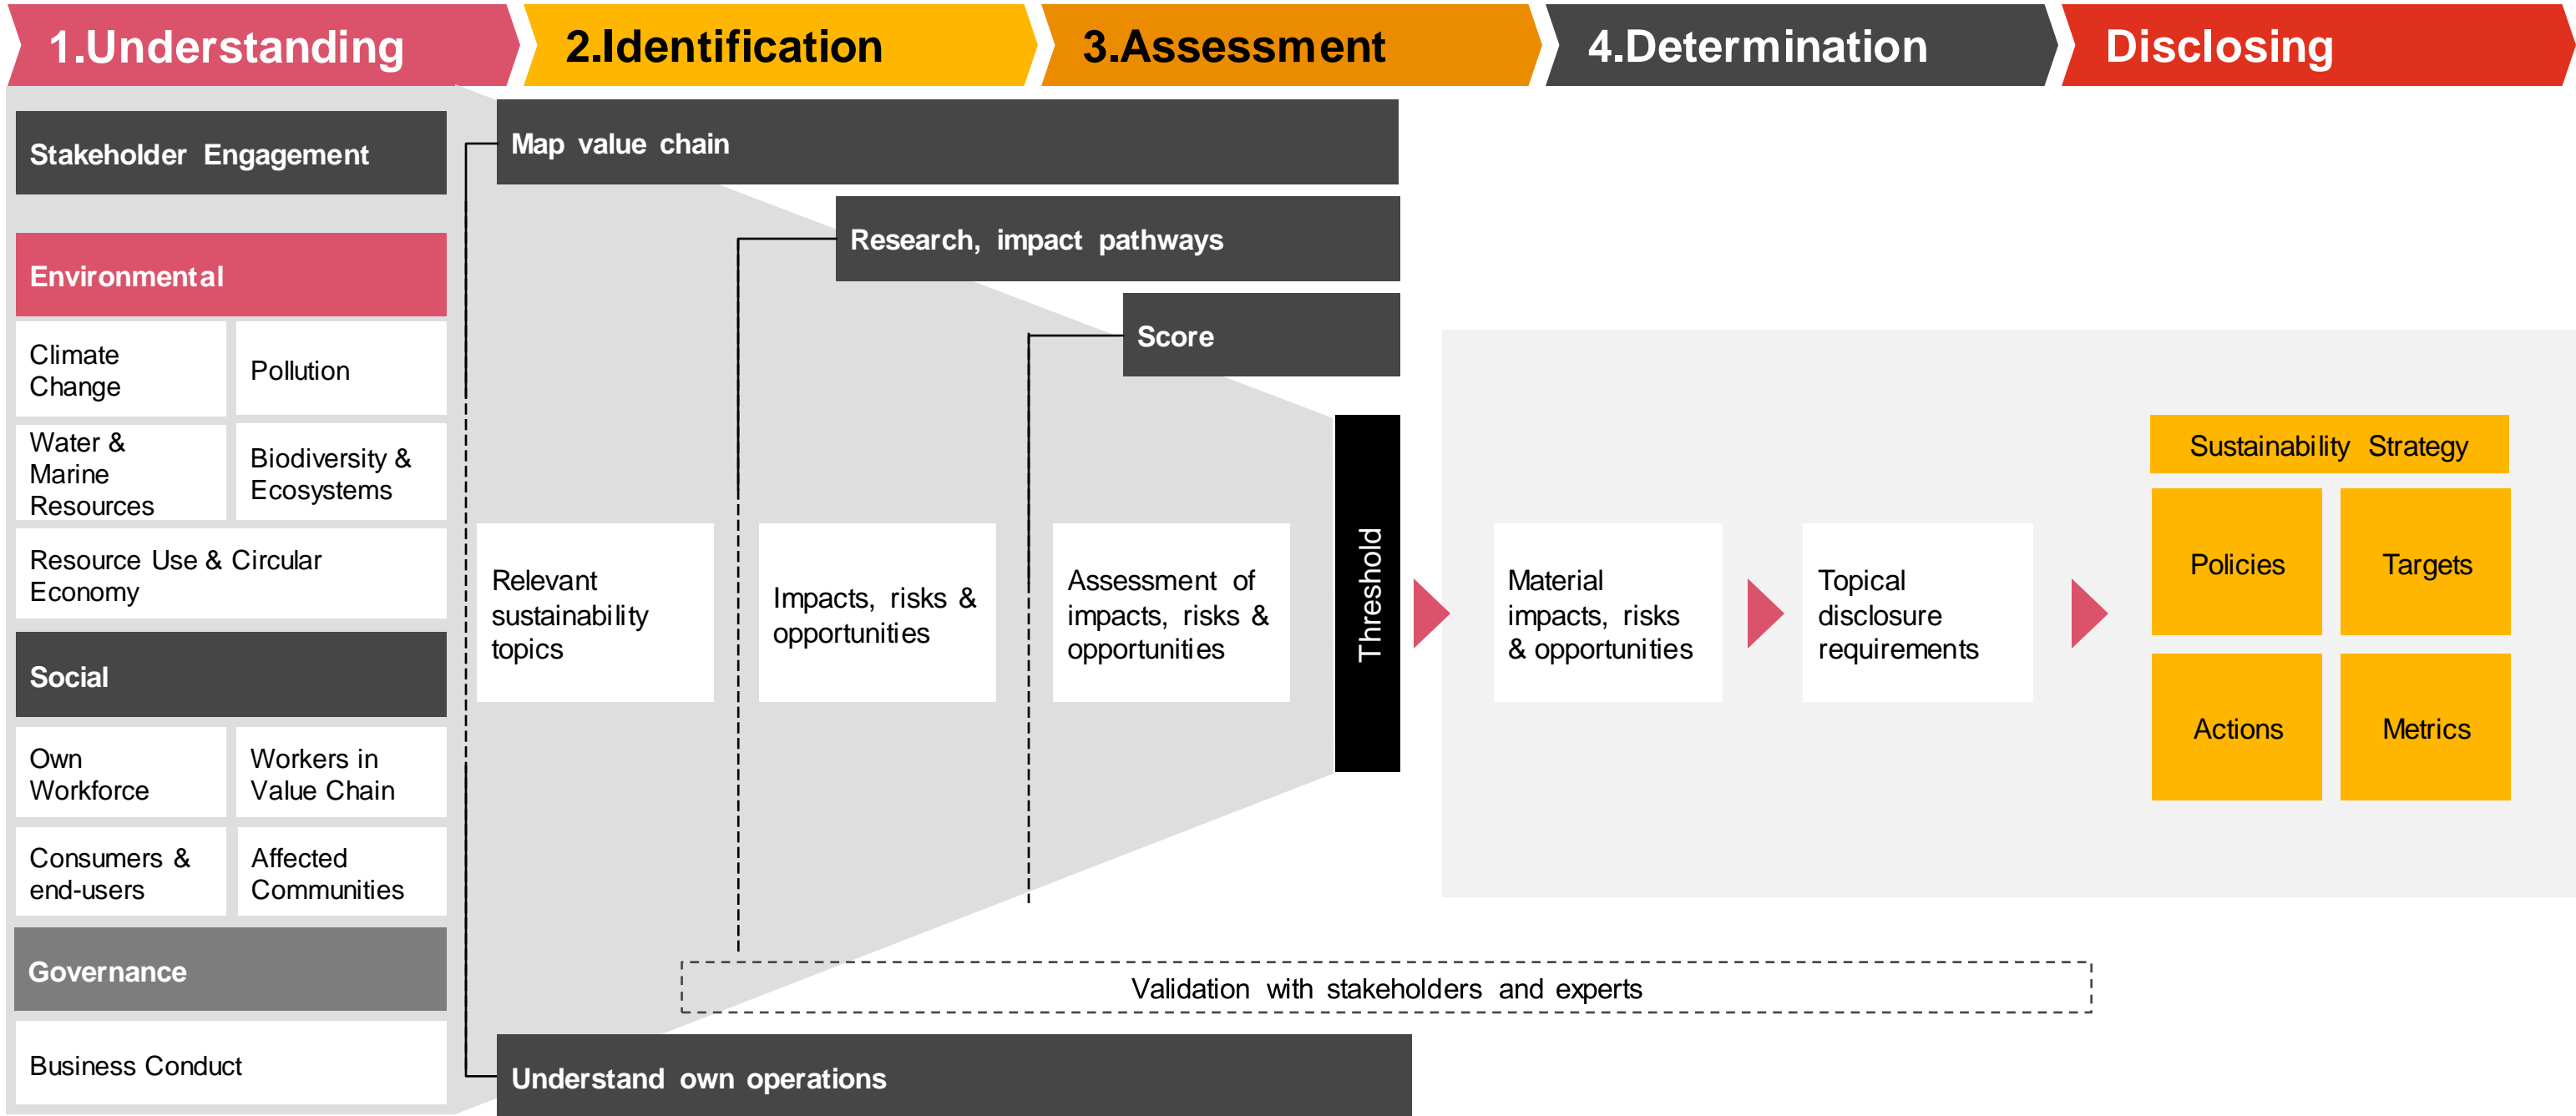 1.Understanding
2.Identification
3.Assessment
4.Determination
Disclosing
Stakeholder Engagement
Environmental
Climate
Change
Pollution
Water &
Marine
Resources
Biodiversity &
Ecosystems
Resource Use & Circular
Economy
Social
Own
Workforce
Workers in
Value Chain
Consumers &
end-users
Affected
Communities
Governance
Business Conduct
Map value chain
Research, impact pathways
Score
Relevant
sustainability
topics
Impacts, risks &
opportunities
Assessment of
impacts, risks &
opportunities
Threshold
Material
impacts, risks
& opportunities
Topical
disclosure
requirements
Sustainability Strategy
Policies
Targets
Actions
Metrics
Validation with stakeholders and experts
Understand own operations